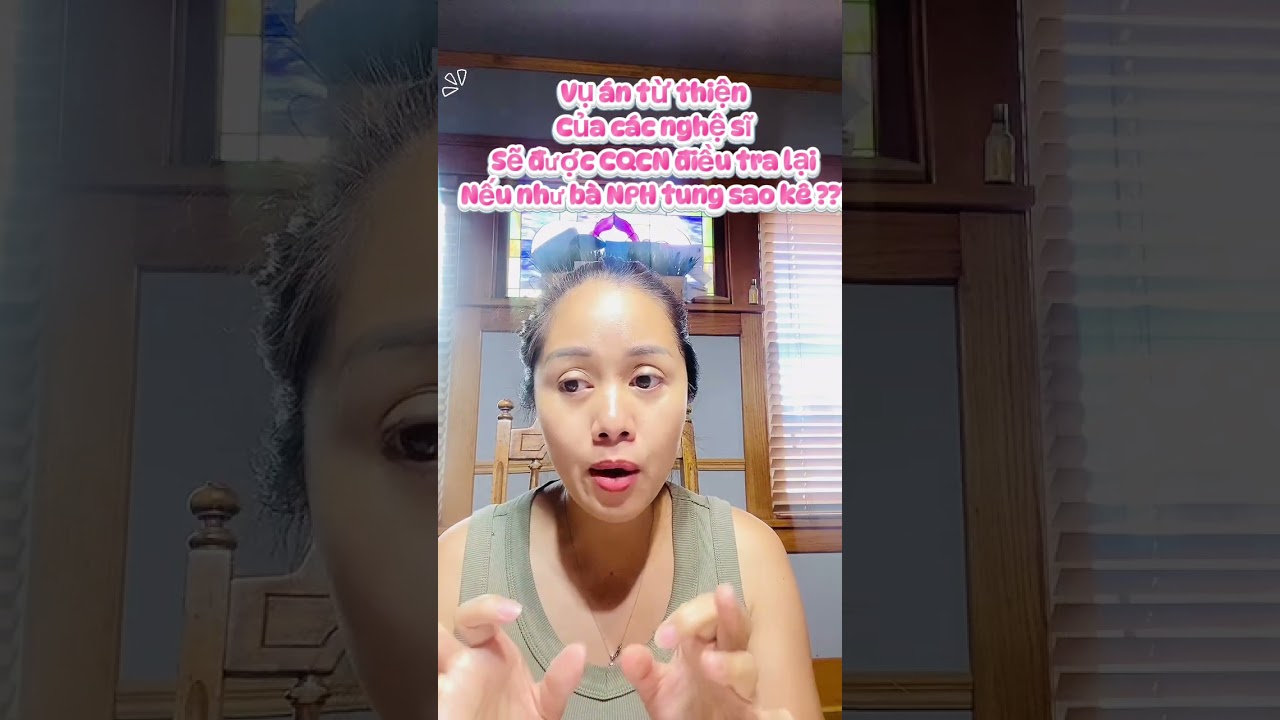 Vụ án từ thiện
Của các nghệ sĩ
Sẽ được CQCN điều tra lại
Nếu như bà NPH tung sao kê ??